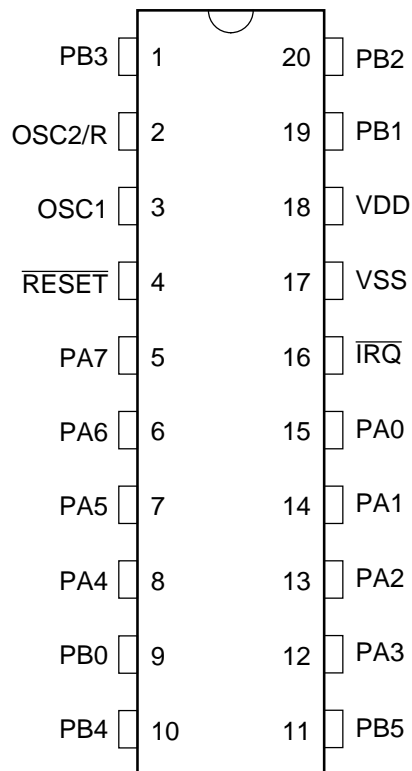 PB3 1 20 PB2
OSC2/R 2 19 PB1
OSC1 3 18 VDD
RESET 4 17 VSS
PA7 5 16 IRQ
PA6 6 15 PA0
PA5 7 14 PA1
PA4 8 13 PA2
PB0 9 12 PA3
PB4 10 11 PB5